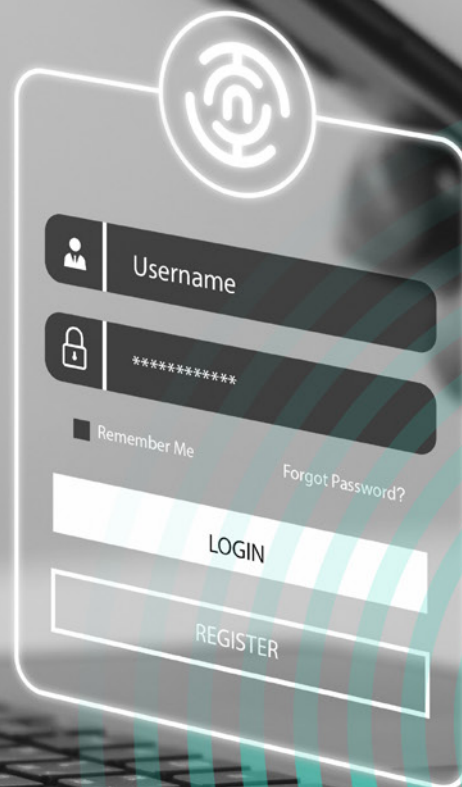 Username
************
Remember Me
Forgot Password?
LOGIN
REGISTER